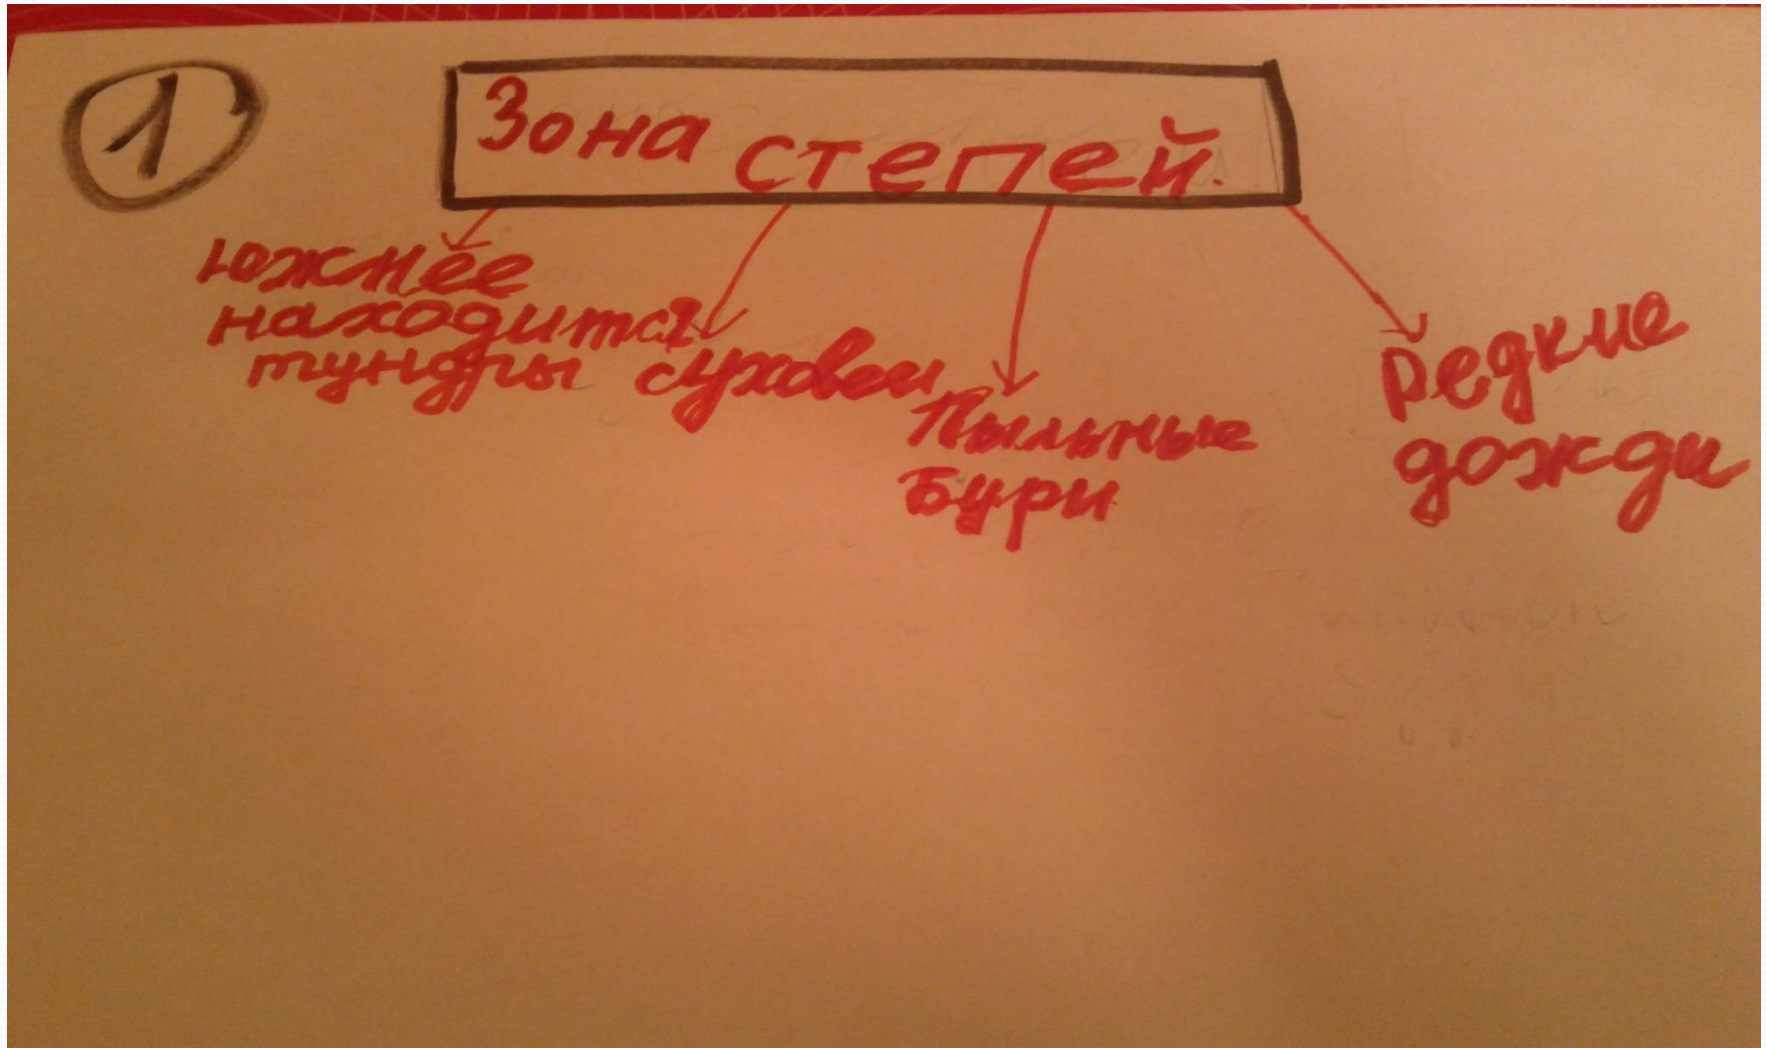 1
Зона степей.
южнее
находится
тундры
суховеи
Пыльные
Бури
Редкие
дожди